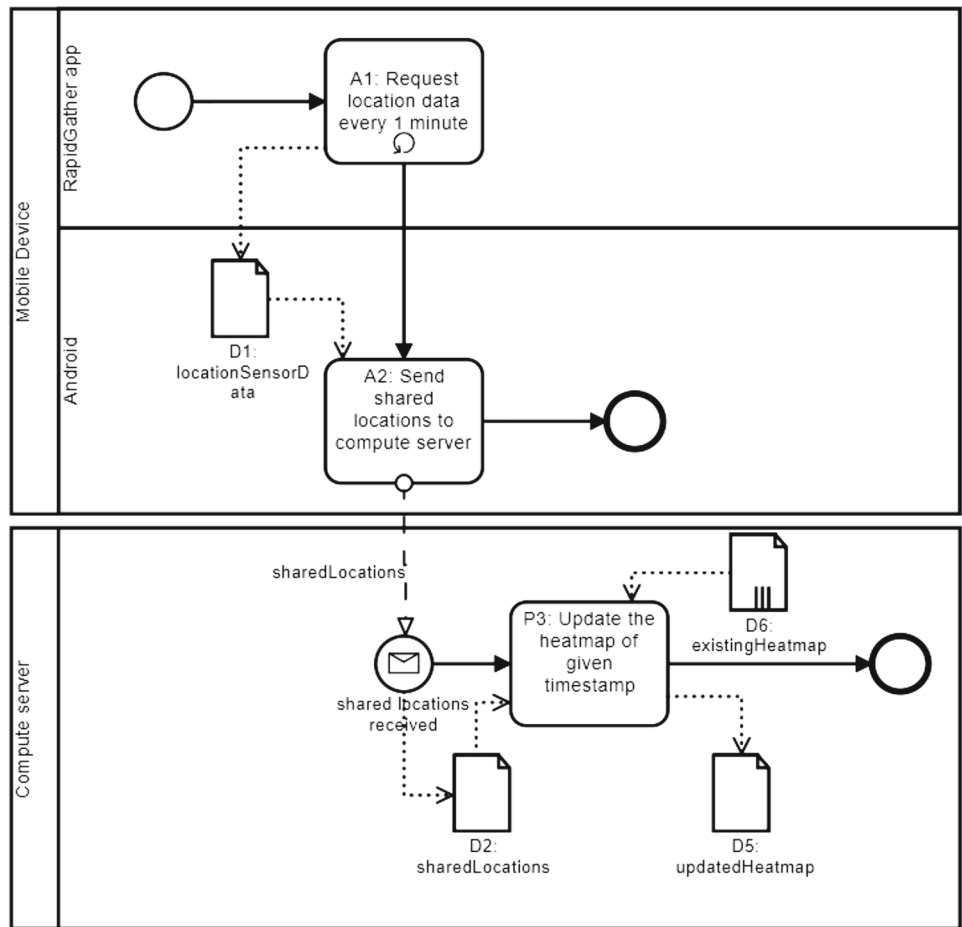 Mobile Device
RapidGather app
A1: Request
location data
every 1 minute
Android
D1:
locationSensorD
ata
A2: Send
shared
locations to
compute server
sharedLocations
Compute server
shared locations
received
P3: Update the
heatmap of
given
timestamp
D6:
existingHeatmap
D2:
sharedLocations
D5:
updatedHeatmap